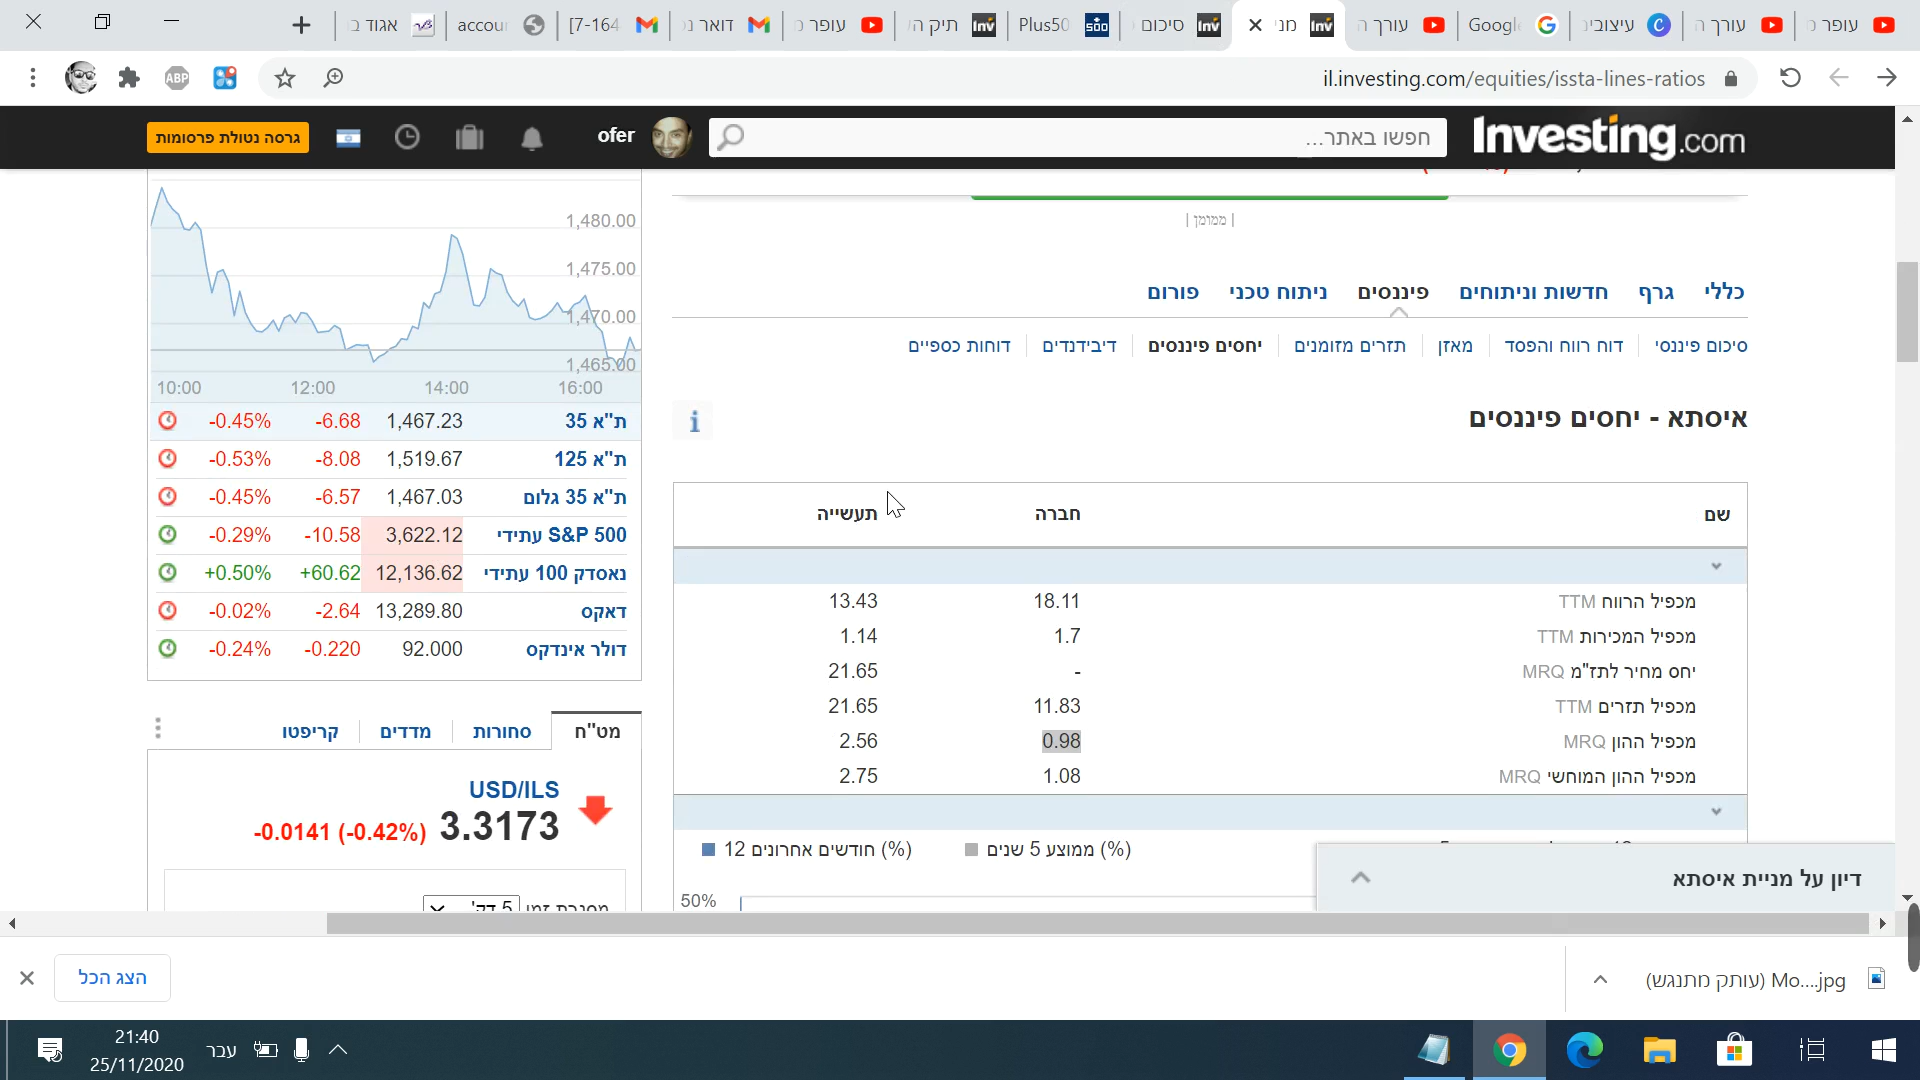 עופר מ
עורך ה
עיצובי
Google
עורך ה
מני
סיכום
Plus50
תיק הש
עופר מ
דואר נכ
[7-164
accour
אגוד ב
il.investing.com/equities/issta-lines-ratios
ABP
Investing.com
חפשו באתר...
ofer
גרסה נטולת פרסומות
| ממומן |
כללי
גרף
חדשות וניתוחים
פיננסים
ניתוח טכני
פורום
סיכום פיננסי
דוח רווח והפסד
מאזן
תזרים מזומנים
יחסים פיננסים
דיבידנדים
דוחות כספיים
איסתא - יחסים פיננסים
i
שם חברה תעשייה
מכפיל הרווח TTM 18.11 13.43
מכפיל המכירות TTM 1.7 1.14
יחס מחיר לתז"מ MRQ - 21.65
מכפיל תזרים TTM 11.83 21.65
מכפיל ההון MRQ 0.98 2.56
מכפיל ההון המוחשי MRQ 1.08 2.75
ממוצע 5 שנים (%)
12 חודשים אחרונים (%)
50%
דיון על מניית איסתא
1,480.00
1,475.00
1,470.00
1,465.00
10:00 12:00 14:00 16:00
ת"א 35 1,467.23 -6.68 -0.45%
ת"א 125 1,519.67 -8.08 -0.53%
ת"א 35 גלום 1,467.03 -6.57 -0.45%
S&P 500 עתידי 3,622.12 -10.58 -0.29%
נאסדק 100 עתידי 12,136.62 +60.62 +0.50%
דאקס 13,289.80 -2.64 -0.02%
דולר אינדקס 92.000 -0.220 -0.24%
מט"ח
סחורות
מדדים
קריפטו
USD/ILS
3.3173 -0.0141 (-0.42%)
מסגרת זמן 5 דק'
Mo....jpg (עותק מתנגש)
הצג הכל
עבר
21:40
25/11/2020